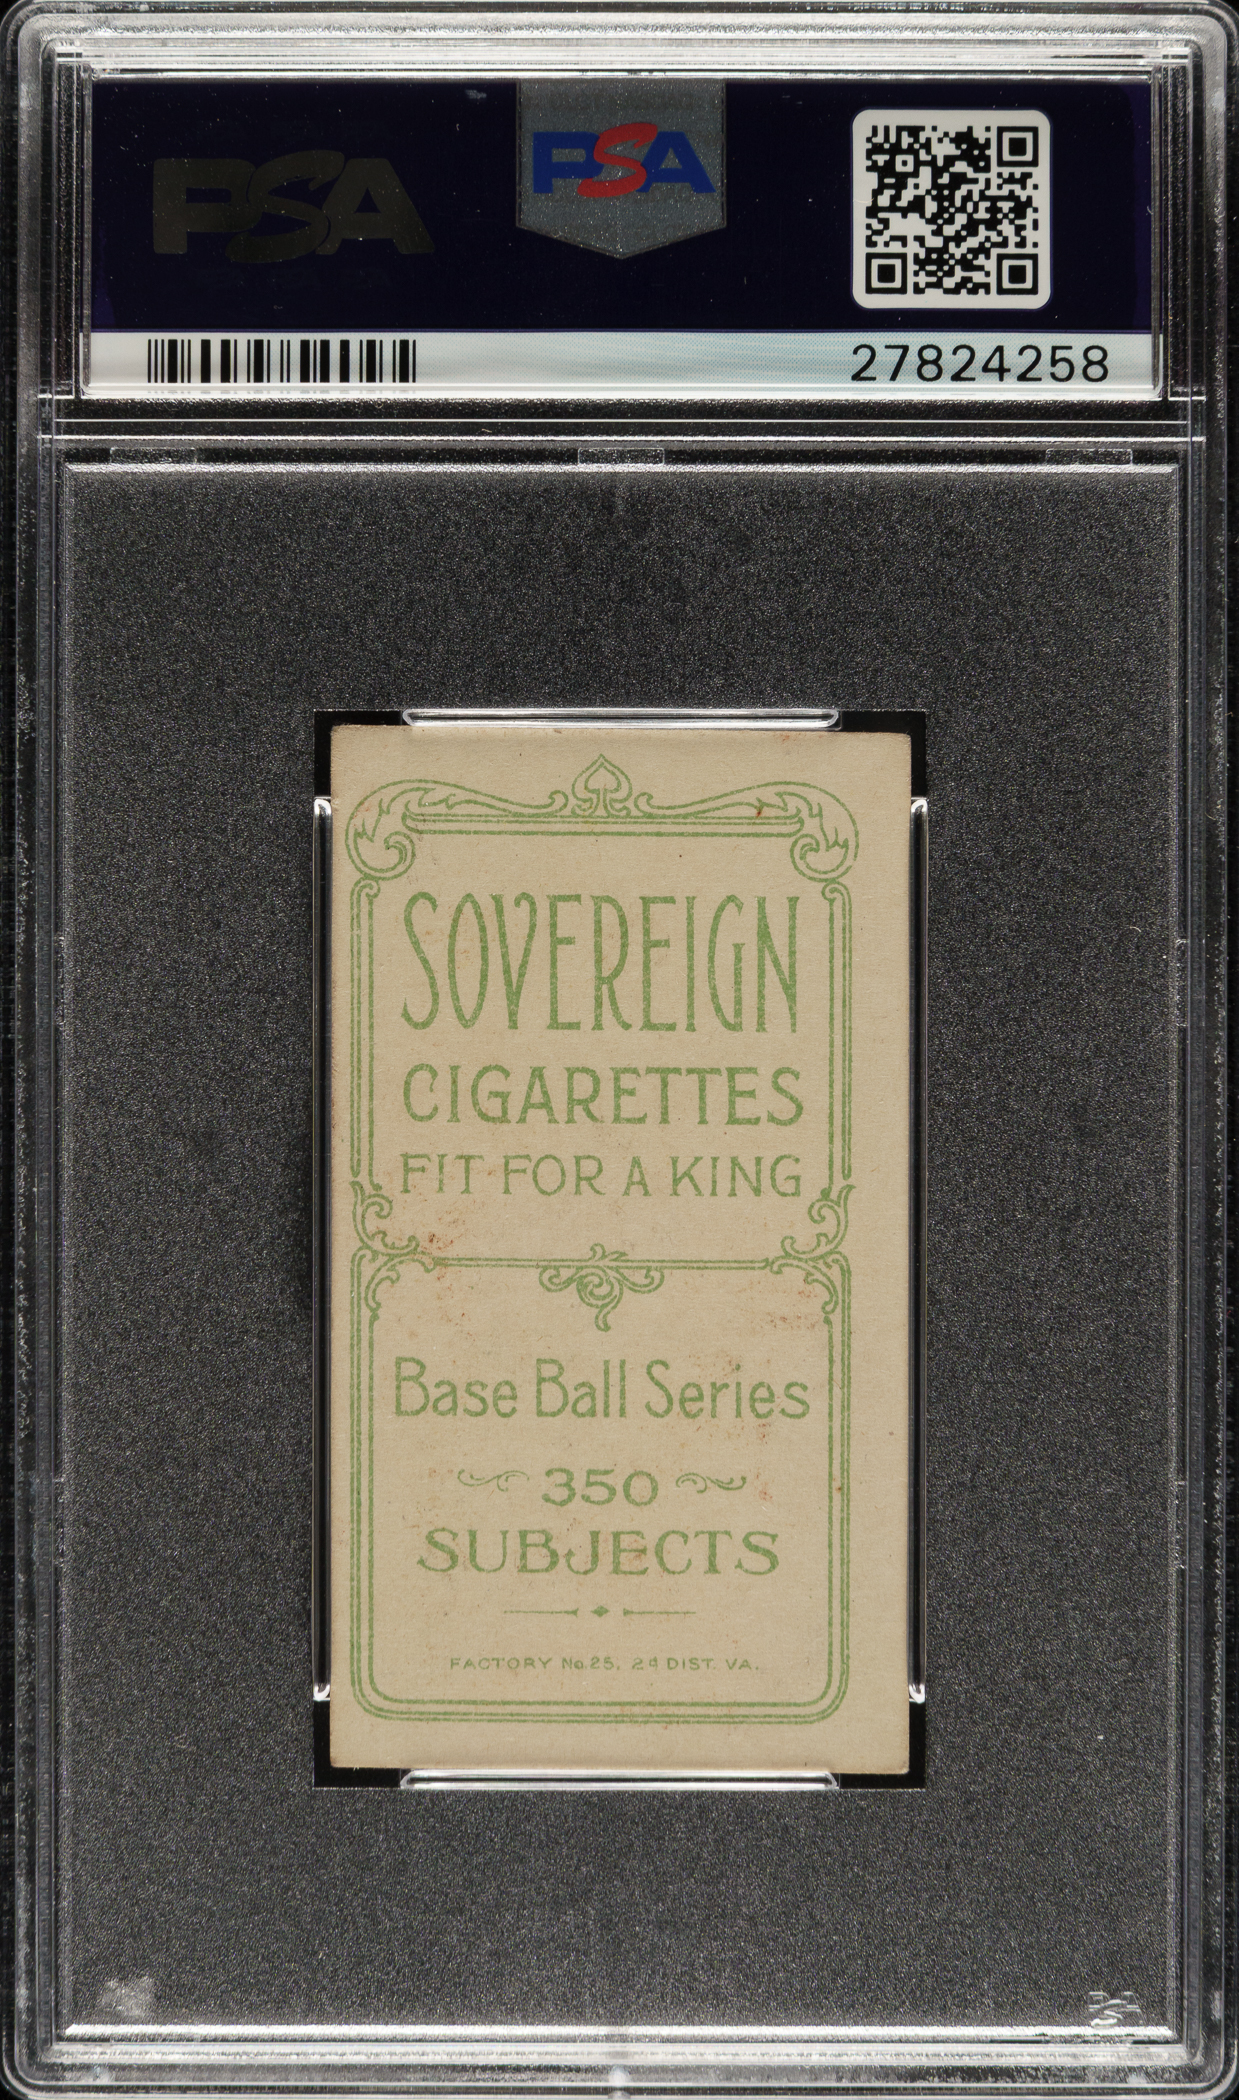 PSA
PSA
27824258
SOVEREIGN
CIGARETTES
FIT FOR A KING
Base Ball Series
350
SUBJECTS
FACTORY No. 25, 2d DIST. VA.
PSA